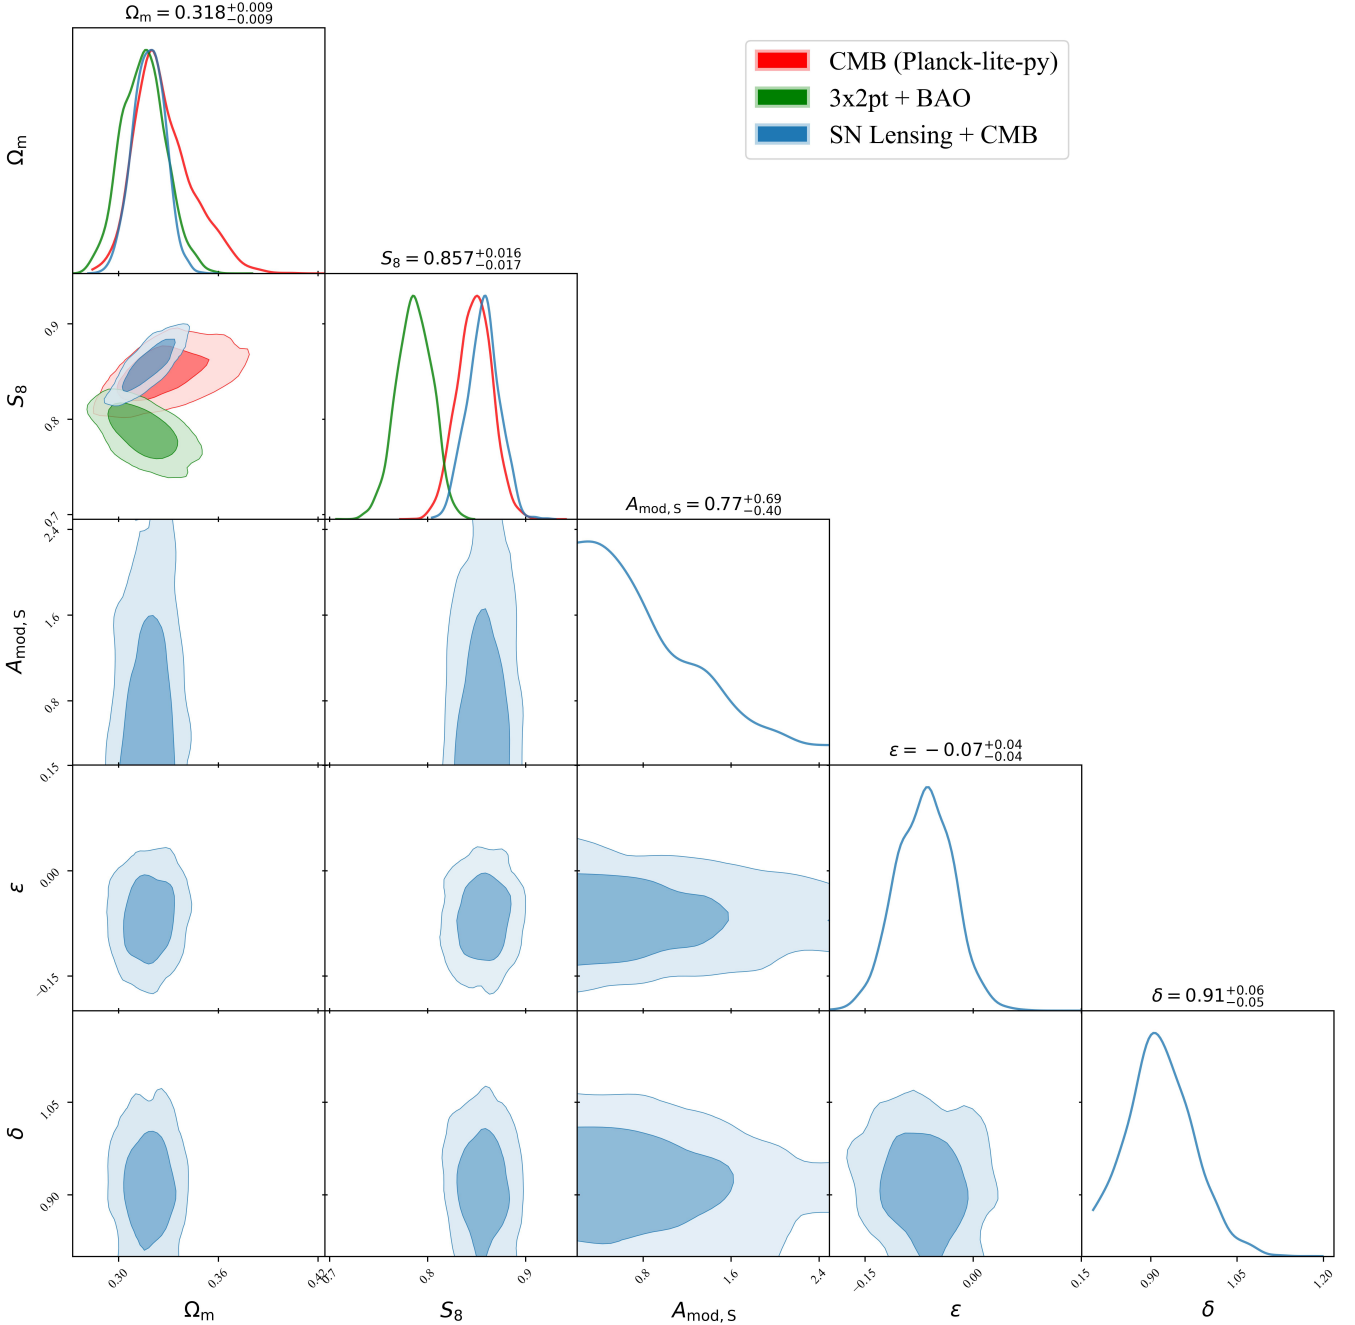 Ωₘ = 0.318+0.009−0.009
CMB (Planck-lite-py)
3x2pt + BAO
SN Lensing + CMB
Ωₘ
S₈ = 0.857+0.016−0.017
0.9
0.8
0.7
S₈
A_mod, S = 0.77+0.69−0.40
2.4
1.6
0.8
A_mod, S
ε = −0.07+0.04−0.04
0.15
0.00
−0.15
ε
δ = 0.91+0.06−0.05
1.05
0.90
δ
0.30 0.36 0.42 0.7 0.8 0.9 0.8 1.6 2.4 −0.15 0.00 0.15 0.90 1.05 1.20
Ωₘ S₈ A_mod, S ε δ